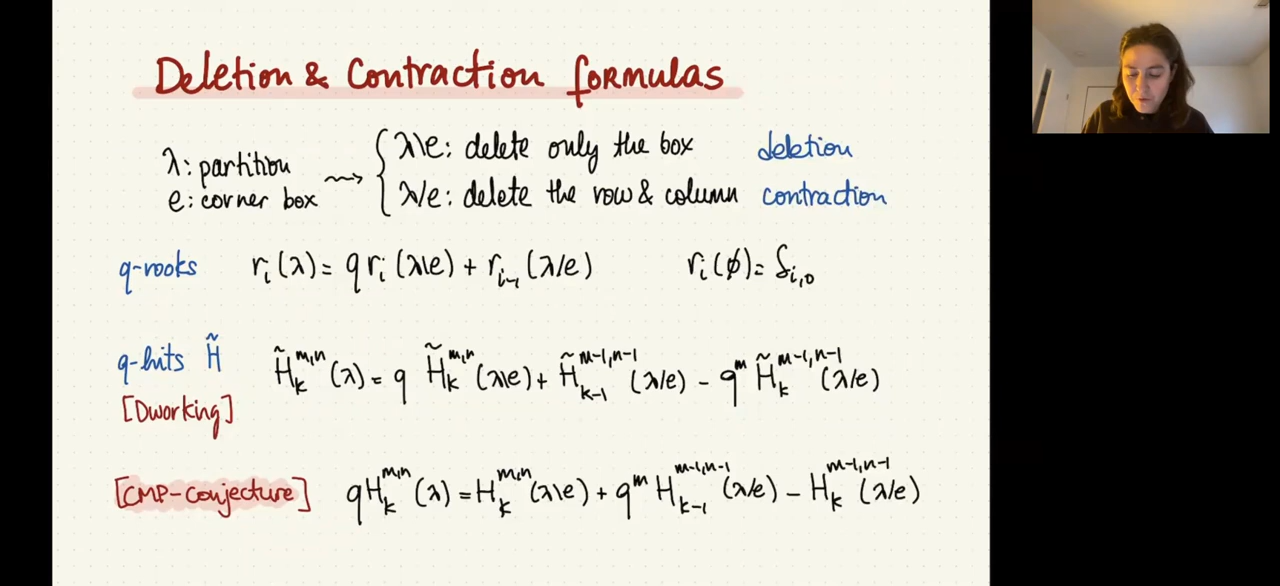 Deletion & Contraction formulas
λ: partition
e: corner box
λ\e: delete only the box deletion
λ/e: delete the row & column contraction
q-rooks r_i(λ) = q r_i(λ\e) + r_{i-1}(λ/e) r_i(φ) = δ_{i,0}
q-hits H̃ H̃_k^{m,n}(λ) = q H̃_k^{m,n}(λ\e) + H̃_{k-1}^{m-1,n-1}(λ/e) - q^m H̃_k^{m-1,n-1}(λ/e)
[Dworking]
[CMP-conjecture] q H_k^{m,n}(λ) = H_k^{m,n}(λ\e) + q^m H_{k-1}^{m-1,n-1}(λ/e) - H_k^{m-1,n-1}(λ/e)